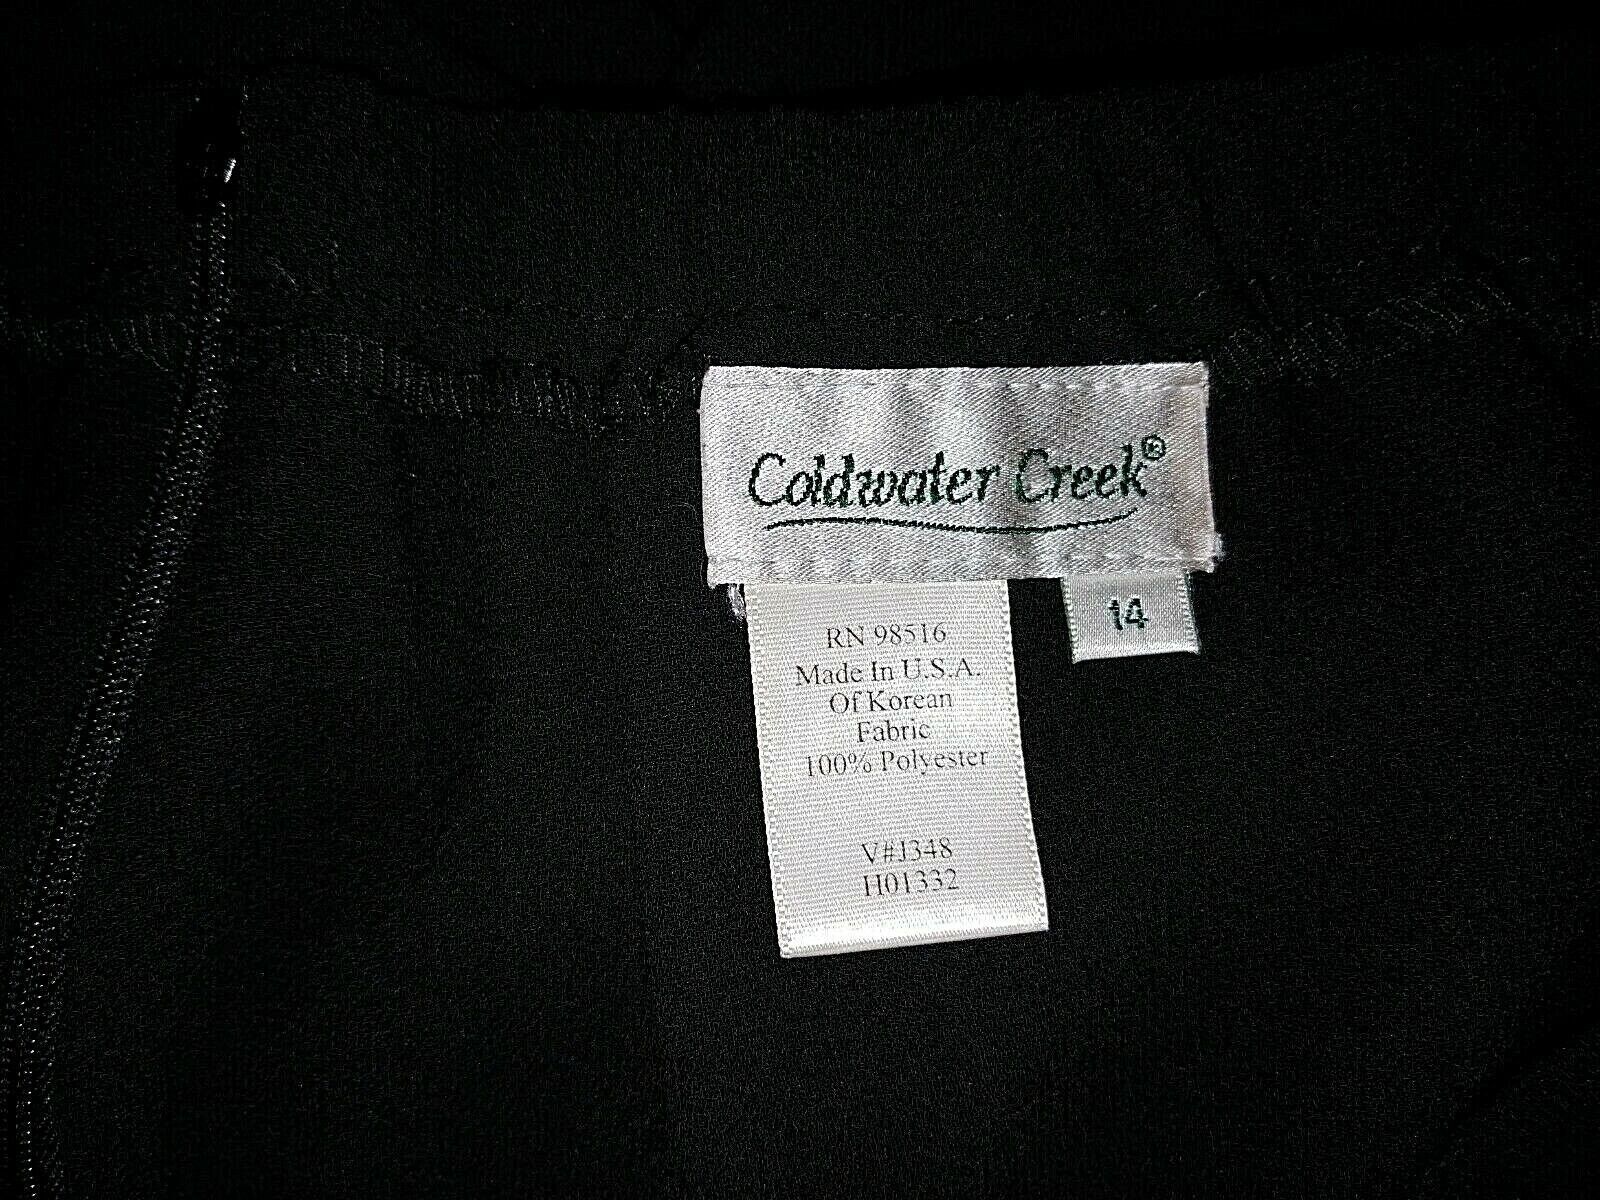 Coldwater Creek®
14
RN 98516
Made In U.S.A.
Of Korean
Fabric
100% Polyester
V#J348
H01332